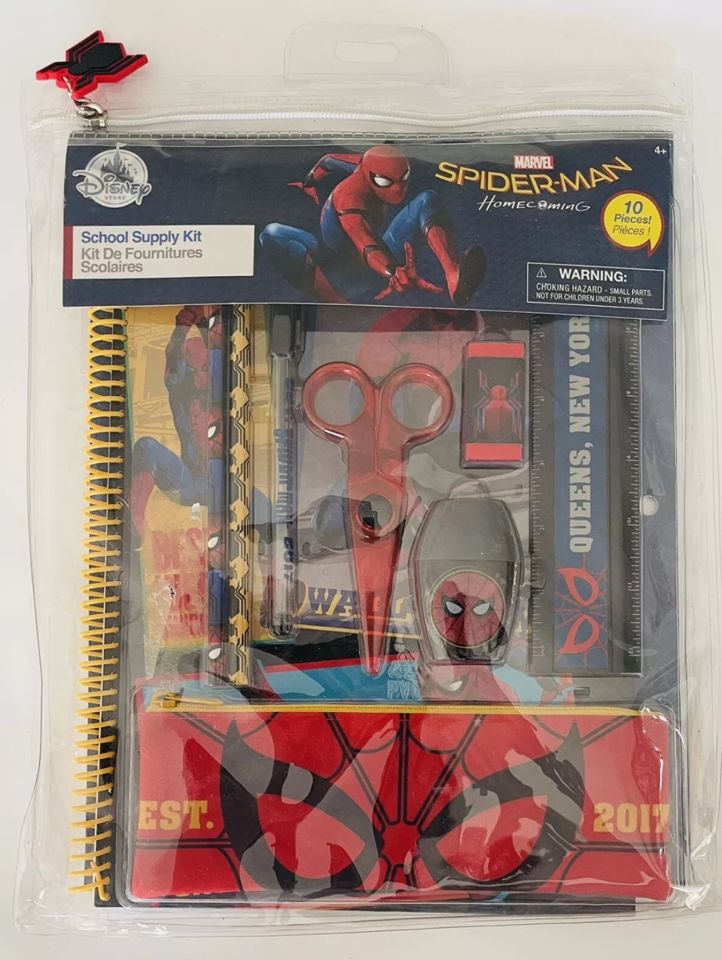 Disney
STORE
School Supply Kit
Kit De Fournitures
Scolaires
MARVEL
SPIDER-MAN
HOMECOMING
4+
10
Pieces!
Pièces !
WARNING:
CHOKING HAZARD - SMALL PARTS.
NOT FOR CHILDREN UNDER 3 YEARS.
QUEENS, NEW YOR
WALL
EST.
2017